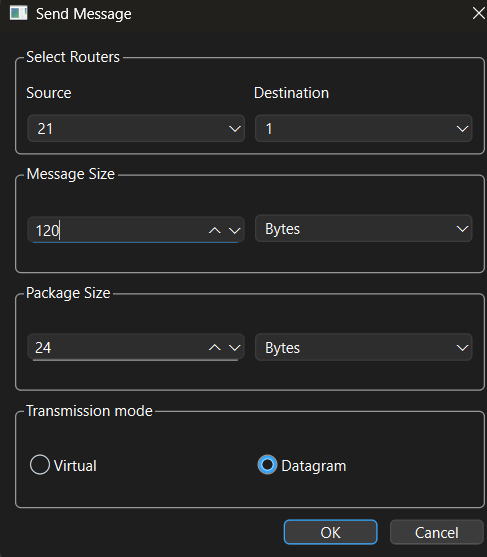 Send Message
Select Routers
Source Destination
21 1
Message Size
120 Bytes
Package Size
24 Bytes
Transmission mode
Virtual Datagram
OK Cancel